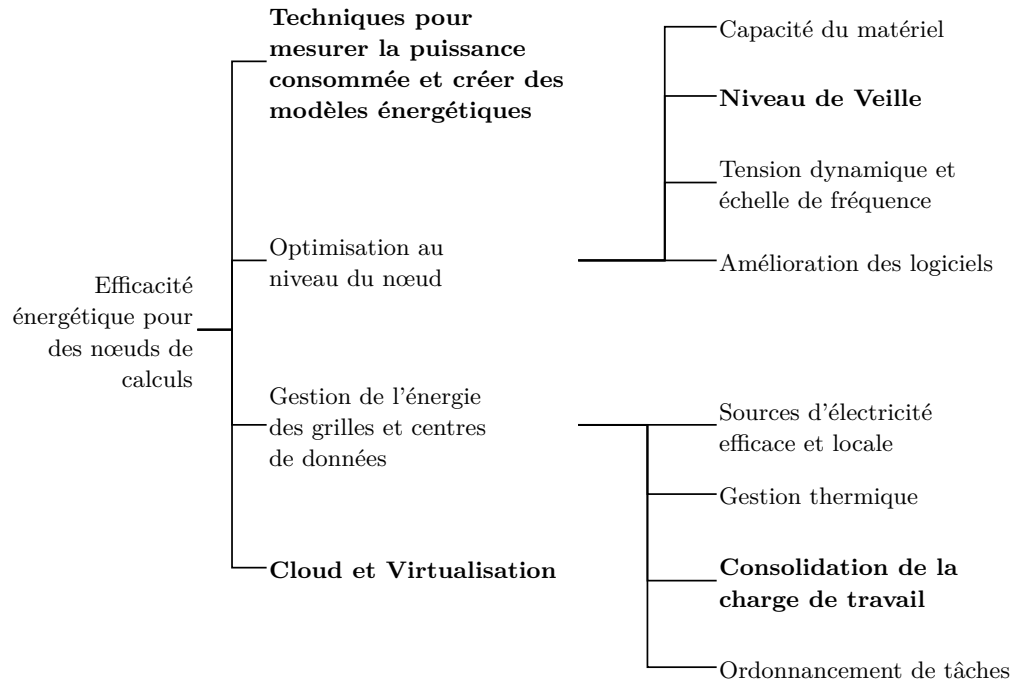 Efficacité
énergétique pour
des nœuds de
calculs
Techniques pour
mesurer la puissance
consommée et créer des
modèles énergétiques
Optimisation au
niveau du nœud
Capacité du matériel
Niveau de Veille
Tension dynamique et
échelle de fréquence
Amélioration des logiciels
Gestion de l'énergie
des grilles et centres
de données
Sources d'électricité
efficace et locale
Gestion thermique
Consolidation de la
charge de travail
Ordonnancement de tâches
Cloud et Virtualisation